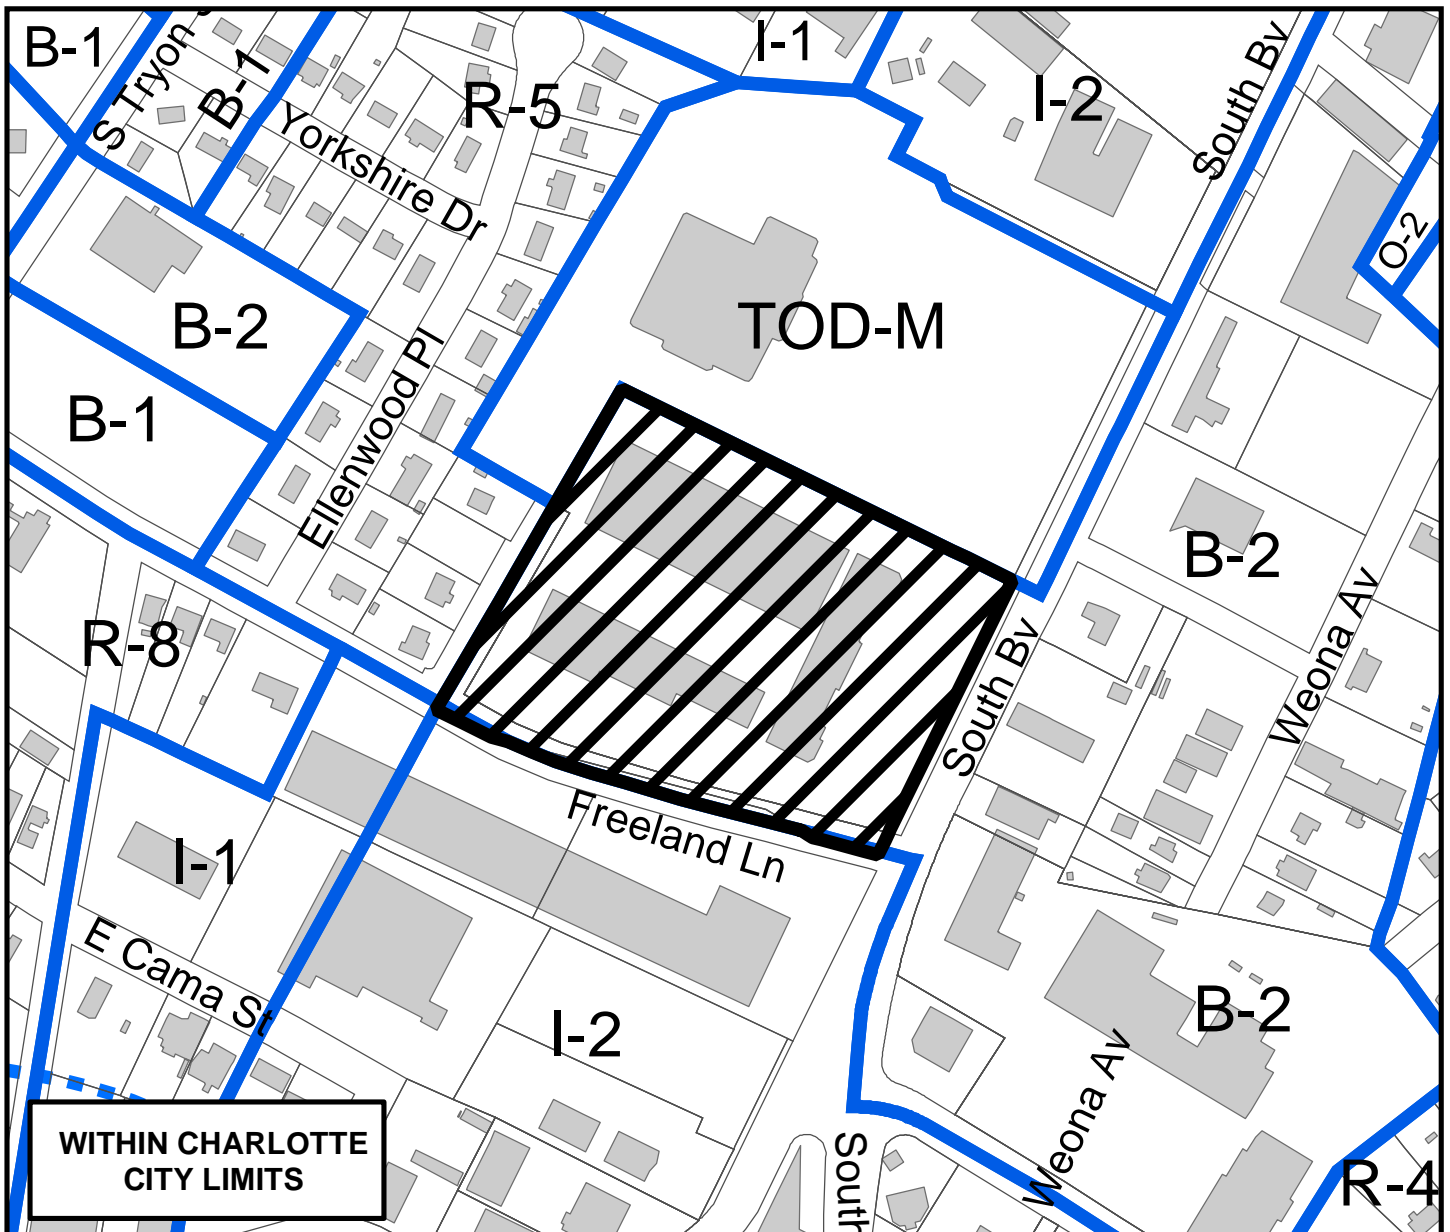 B-1
S Tryon
B-1
R-5
I-1
I-2
South Bv
Yorkshire Dr
O-2
B-2
TOD-M
B-1
Ellenwood Pl
B-2
Weona Av
R-8
South Bv
Freeland Ln
I-1
E Cama St
I-2
B-2
Weona Av
WITHIN CHARLOTTE
CITY LIMITS
South
R-4